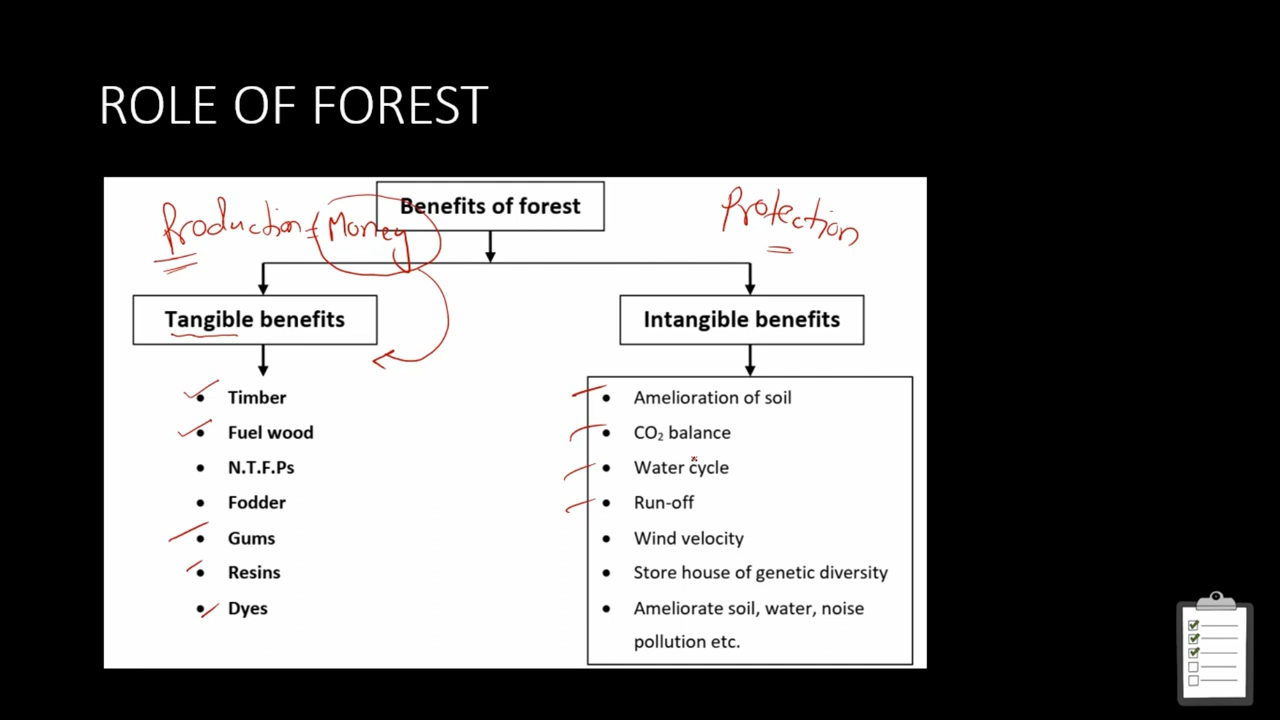 ROLE OF FOREST
Benefits of forest
Production = Money
Protection
Tangible benefits
• Timber
• Fuel wood
• N.T.F.Ps
• Fodder
• Gums
• Resins
• Dyes
Intangible benefits
• Amelioration of soil
• CO₂ balance
• Water cycle
• Run-off
• Wind velocity
• Store house of genetic diversity
• Ameliorate soil, water, noise
pollution etc.